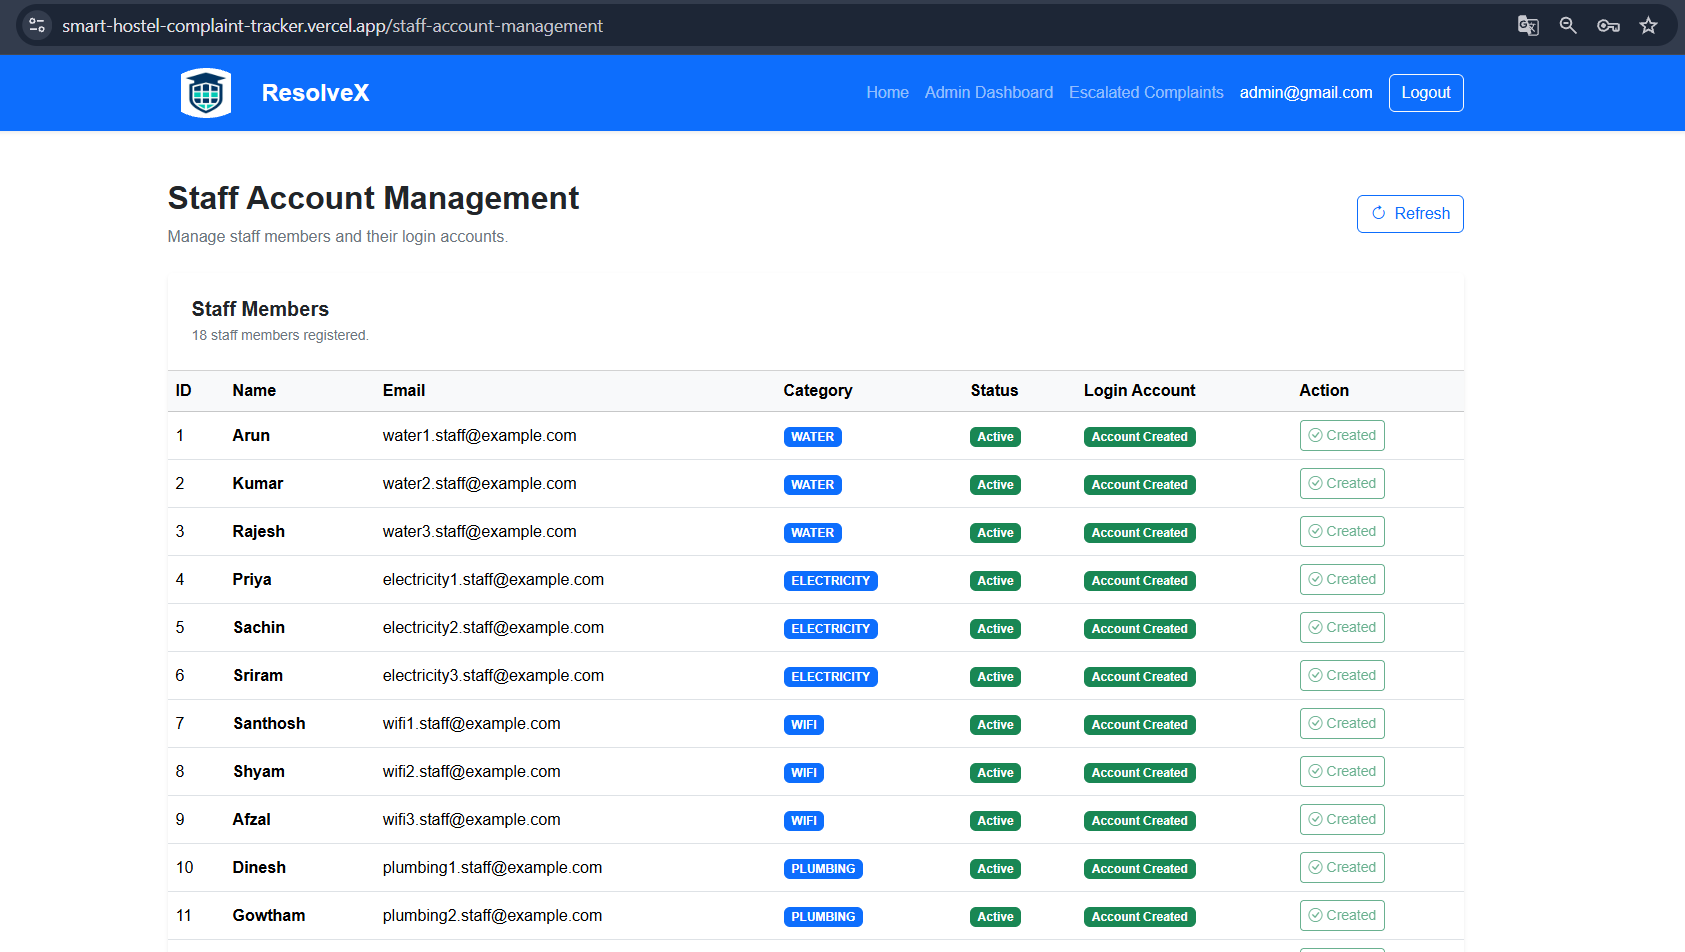 smart-hostel-complaint-tracker.vercel.app/staff-account-management
ResolveX Home Admin Dashboard Escalated Complaints admin@gmail.com Logout
Staff Account Management
Refresh
Manage staff members and their login accounts.
Staff Members
18 staff members registered.
ID Name Email Category Status Login Account Action
1 Arun water1.staff@example.com WATER Active Account Created Created
2 Kumar water2.staff@example.com WATER Active Account Created Created
3 Rajesh water3.staff@example.com WATER Active Account Created Created
4 Priya electricity1.staff@example.com ELECTRICITY Active Account Created Created
5 Sachin electricity2.staff@example.com ELECTRICITY Active Account Created Created
6 Sriram electricity3.staff@example.com ELECTRICITY Active Account Created Created
7 Santhosh wifi1.staff@example.com WIFI Active Account Created Created
8 Shyam wifi2.staff@example.com WIFI Active Account Created Created
9 Afzal wifi3.staff@example.com WIFI Active Account Created Created
10 Dinesh plumbing1.staff@example.com PLUMBING Active Account Created Created
11 Gowtham plumbing2.staff@example.com PLUMBING Active Account Created Created